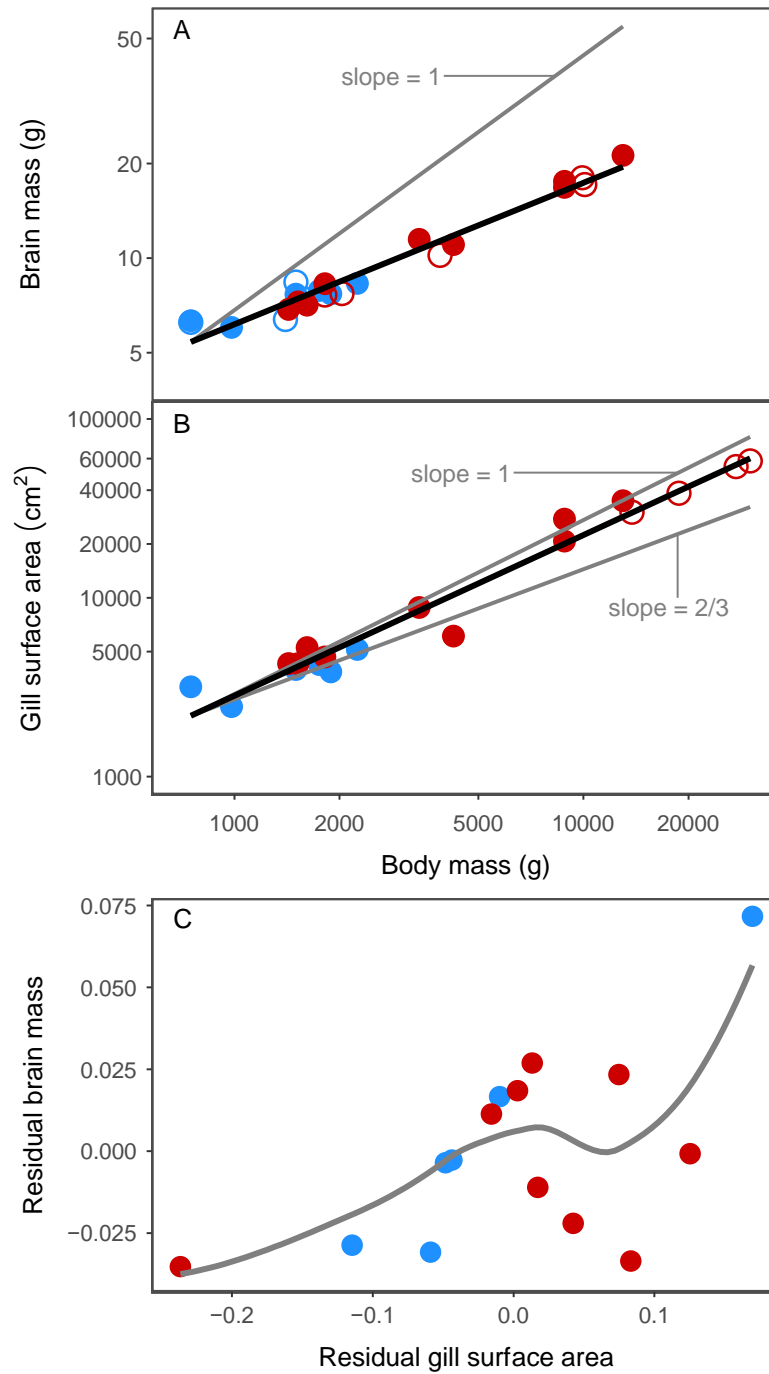 A
50
20
10
5
Brain mass (g)
slope = 1
B
100000
60000
40000
20000
10000
5000
1000
Gill surface area (cm²)
slope = 1
slope = 2/3
1000 2000 5000 10000 20000
Body mass (g)
C
0.075
0.050
0.025
0.000
−0.025
Residual brain mass
−0.2 −0.1 0.0 0.1
Residual gill surface area